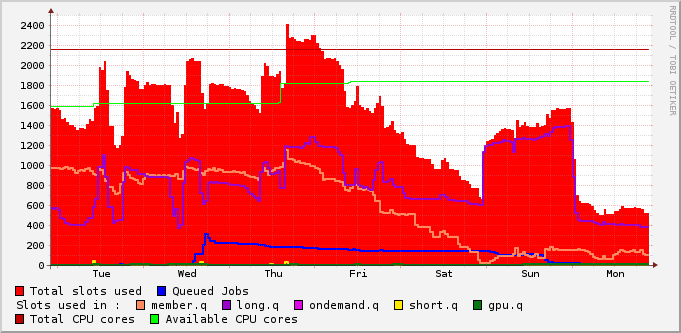 RRDTOOL / TOBI OETIKER
2400
2200
2000
1800
1600
1400
1200
1000
800
600
400
200
0
Tue Wed Thu Fri Sat Sun Mon
Total slots used Queued Jobs
Slots used in : member.q long.q ondemand.q short.q gpu.q
Total CPU cores Available CPU cores